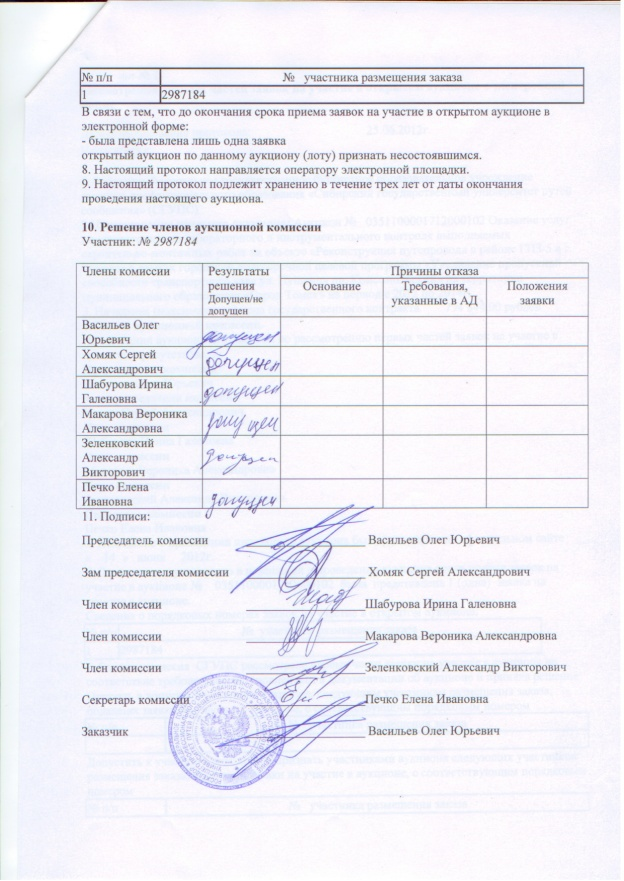 № п/п № участника размещения заказа
1 2987184
В связи с тем, что до окончания срока приема заявок на участие в открытом аукционе в
электронной форме:
- была представлена лишь одна заявка
открытый аукцион по данному аукциону (лоту) признать несостоявшимся.
8. Настоящий протокол направляется оператору электронной площадки.
9. Настоящий протокол подлежит хранению в течение трех лет от даты окончания
проведения настоящего аукциона.
10. Решение членов аукционной комиссии
Участник: № 2987184
Члены комиссии Результаты Причины отказа
решения Основание Требования, Положения
Допущен/не указанные в АД заявки
допущен
Васильев Олег
Юрьевич допущен
Хомяк Сергей
Александрович допущен
Шабурова Ирина
Галеновна допущен
Макарова Вероника
Александровна допущен
Зеленковский
Александр допущен
Викторович
Печко Елена
Ивановна допущен
11. Подписи:
Председатель комиссии Васильев Олег Юрьевич
Зам председателя комиссии Хомяк Сергей Александрович
Член комиссии Шабурова Ирина Галеновна
Член комиссии Макарова Вероника Александровна
Член комиссии Зеленковский Александр Викторович
Секретарь комиссии Печко Елена Ивановна
Заказчик Васильев Олег Юрьевич